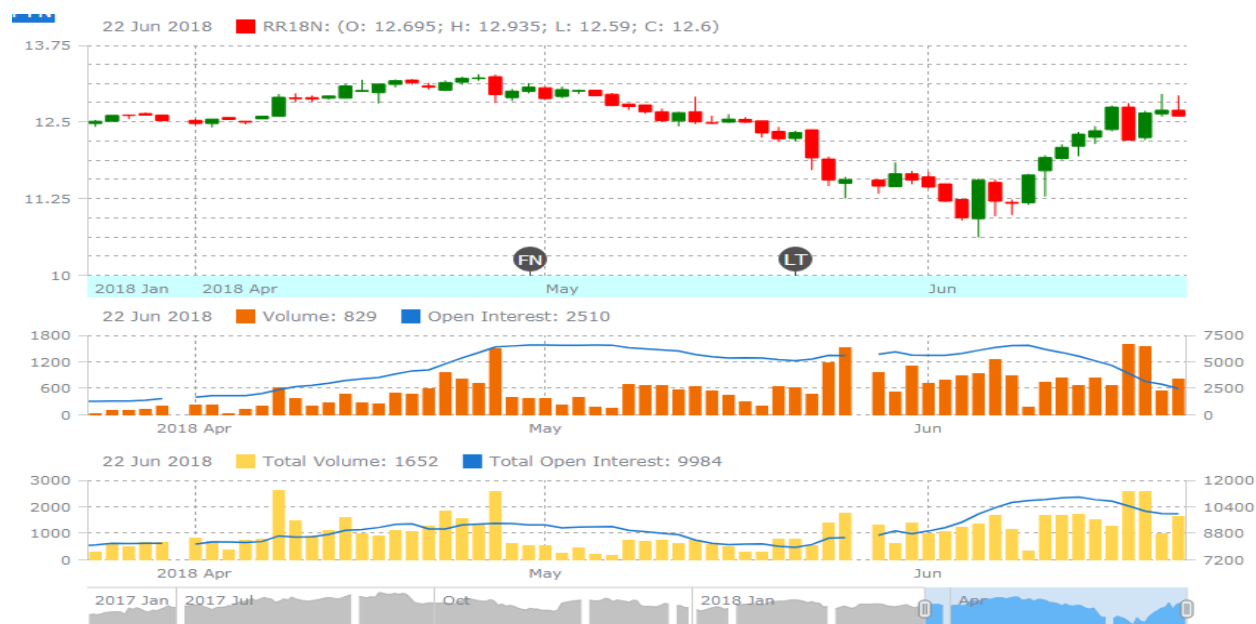 22 Jun 2018 RR18N: (O: 12.695; H: 12.935; L: 12.59; C: 12.6)
13.75
12.5
11.25
10
FN LT
2018 Jan 2018 Apr May Jun
22 Jun 2018 Volume: 829 Open Interest: 2510
1800 7500
1200 5000
600 2500
0 0
2018 Apr May Jun
22 Jun 2018 Total Volume: 1652 Total Open Interest: 9984
3000 12000
2000 10400
1000 8800
0 7200
2018 Apr May Jun
2017 Jan 2017 Jul Oct 2018 Jan Apr